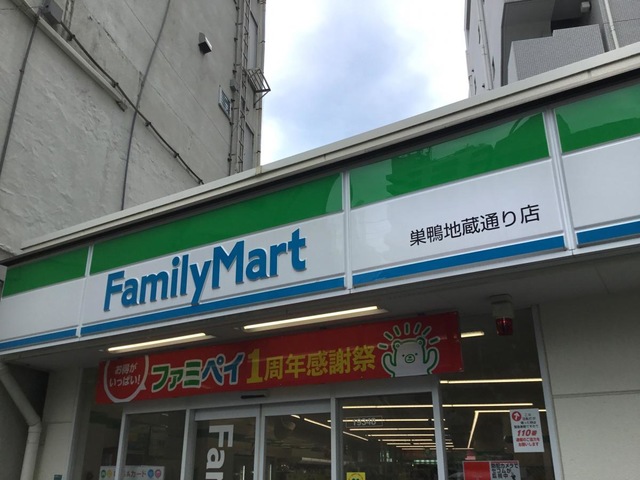 FamilyMart
巣鴨地蔵通り店
お得が
いっぱい!
ファミペイ1周年感謝祭
110番
Fan